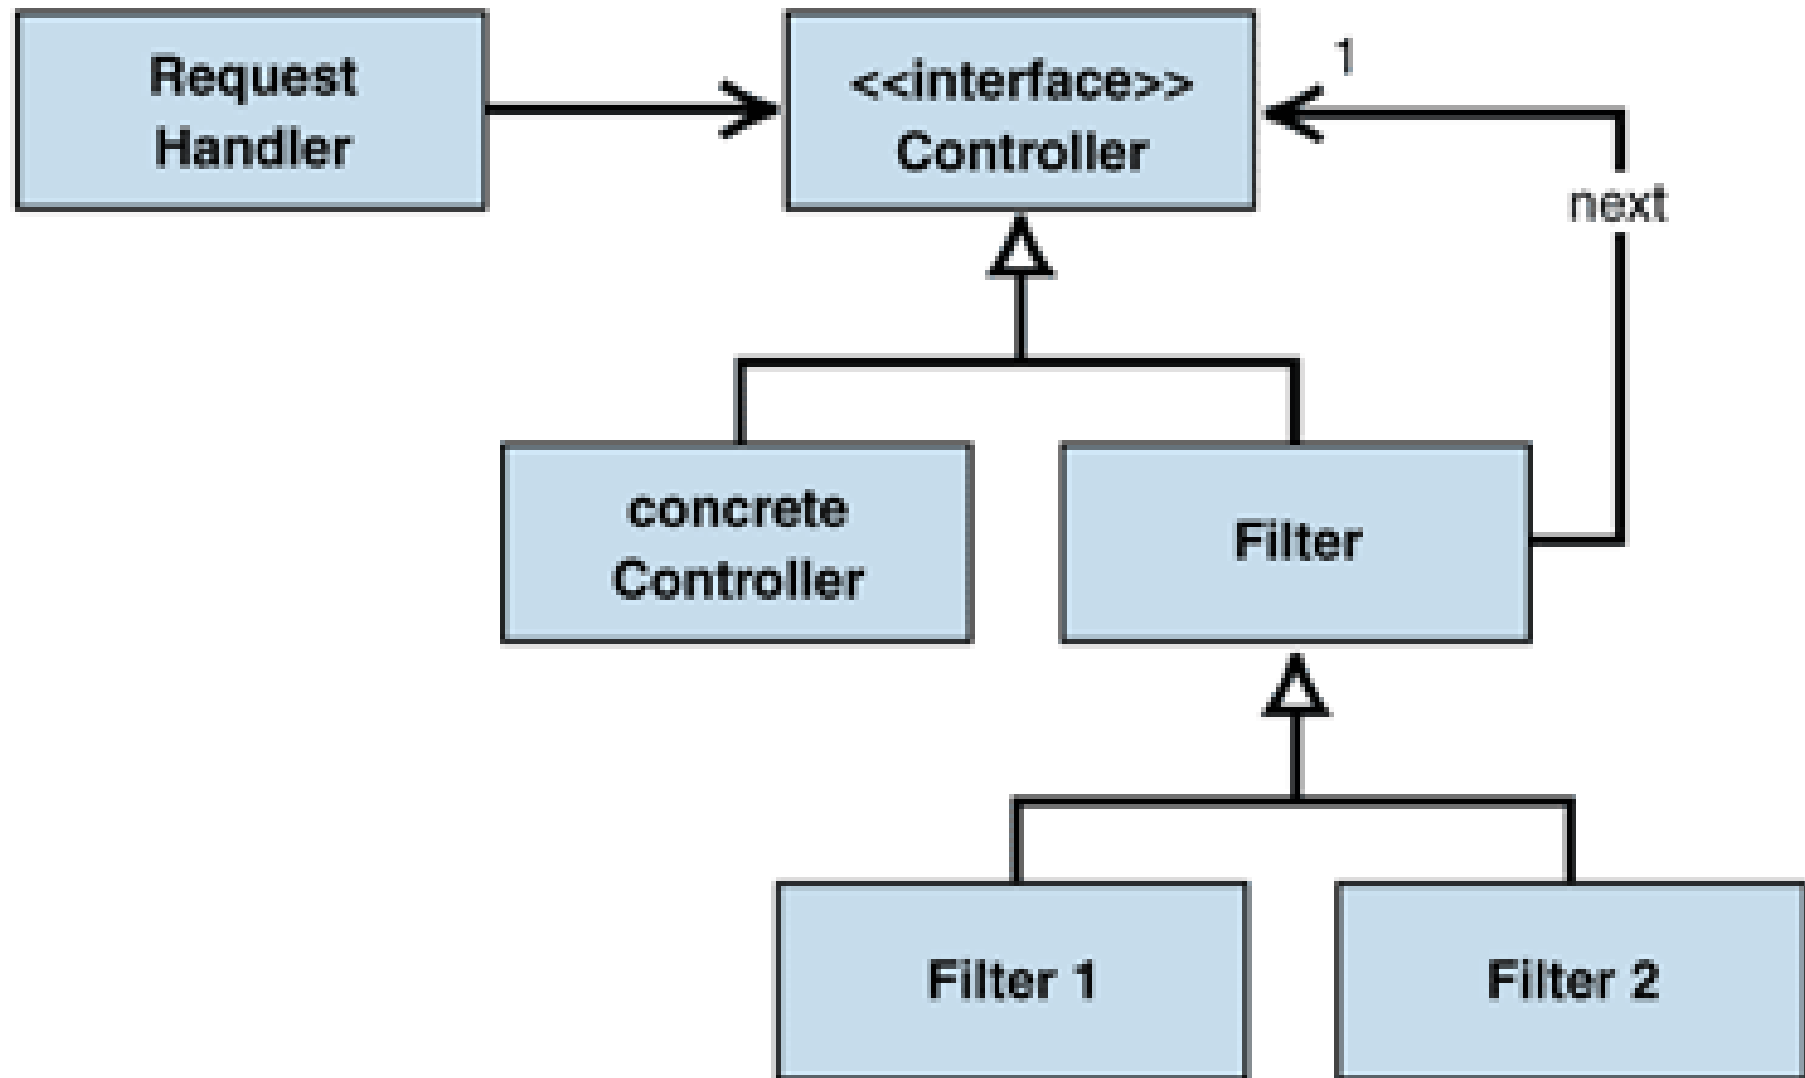 Request
Handler
<<interface>>
Controller
1
next
concrete
Controller
Filter
Filter 1
Filter 2